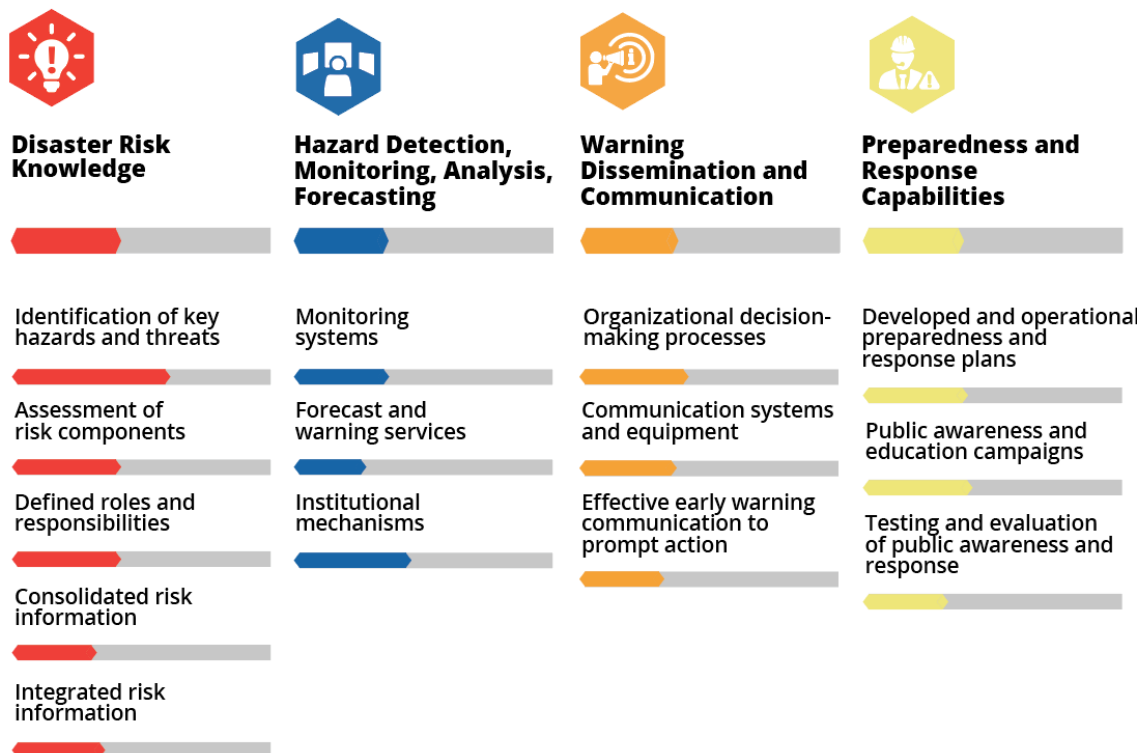 Disaster Risk
Knowledge
Identification of key
hazards and threats
Assessment of
risk components
Defined roles and
responsibilities
Consolidated risk
information
Integrated risk
information
Hazard Detection,
Monitoring, Analysis,
Forecasting
Monitoring
systems
Forecast and
warning services
Institutional
mechanisms
i
Warning
Dissemination and
Communication
Organizational decision-
making processes
Communication systems
and equipment
Effective early warning
communication to
prompt action
Preparedness and
Response
Capabilities
Developed and operational
preparedness and
response plans
Public awareness and
education campaigns
Testing and evaluation
of public awareness and
response